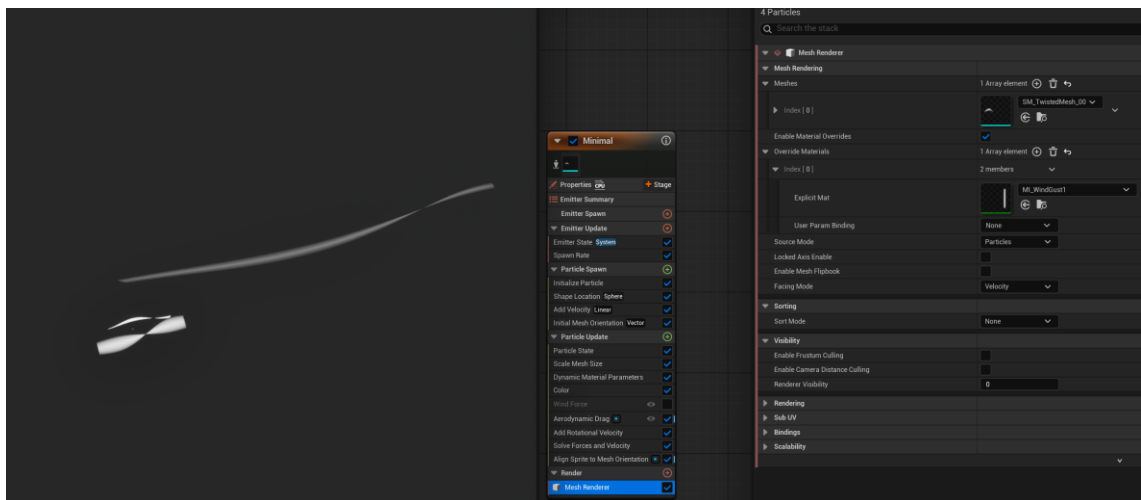 Minimal
Properties CPU + Stage
Emitter Summary
Emitter Spawn
Emitter Update
Emitter State System
Spawn Rate
Particle Spawn
Initialize Particle
Shape Location Sphere
Add Velocity Linear
Initial Mesh Orientation Vector
Particle Update
Particle State
Scale Mesh Size
Dynamic Material Parameters
Color
Wind Force
Aerodynamic Drag
Add Rotational Velocity
Solve Forces and Velocity
Align Sprite to Mesh Orientation
Render
Mesh Renderer
4 Particles
Search the stack
Mesh Renderer
Mesh Rendering
Meshes 1 Array element
Index [ 0 ] SM_TwistedMesh_00
Enable Material Overrides
Override Materials 1 Array element
Index [ 0 ] 2 members
Explicit Mat MI_WindGust1
User Param Binding None
Source Mode Particles
Locked Axis Enable
Enable Mesh Flipbook
Facing Mode Velocity
Sorting
Sort Mode None
Visibility
Enable Frustum Culling
Enable Camera Distance Culling
Renderer Visibility 0
Rendering
Sub UV
Bindings
Scalability